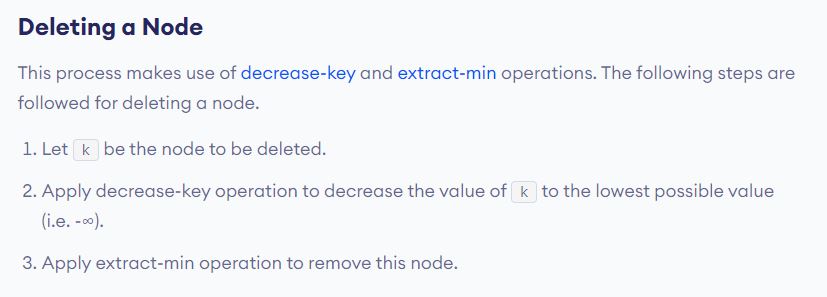 Deleting a Node
This process makes use of decrease-key and extract-min operations. The following steps are
followed for deleting a node.
1. Let k be the node to be deleted.
2. Apply decrease-key operation to decrease the value of k to the lowest possible value
(i.e. -∞).
3. Apply extract-min operation to remove this node.